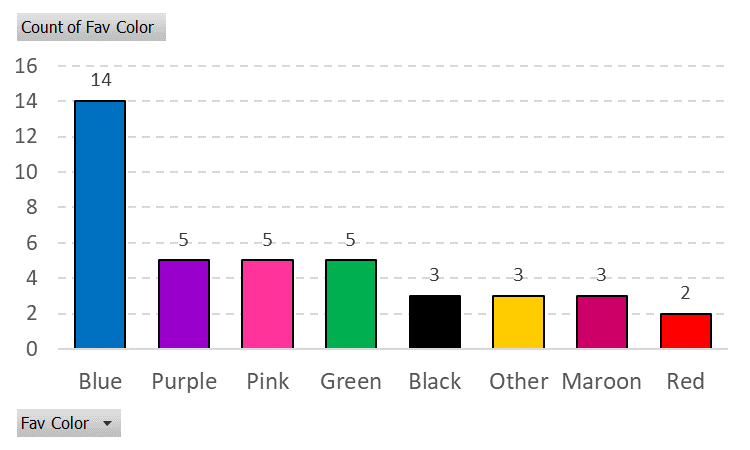 Count of Fav Color
16
14
14
12
10
8
6
5 5 5
4
3 3 3
2
2
0
Blue Purple Pink Green Black Other Maroon Red
Fav Color